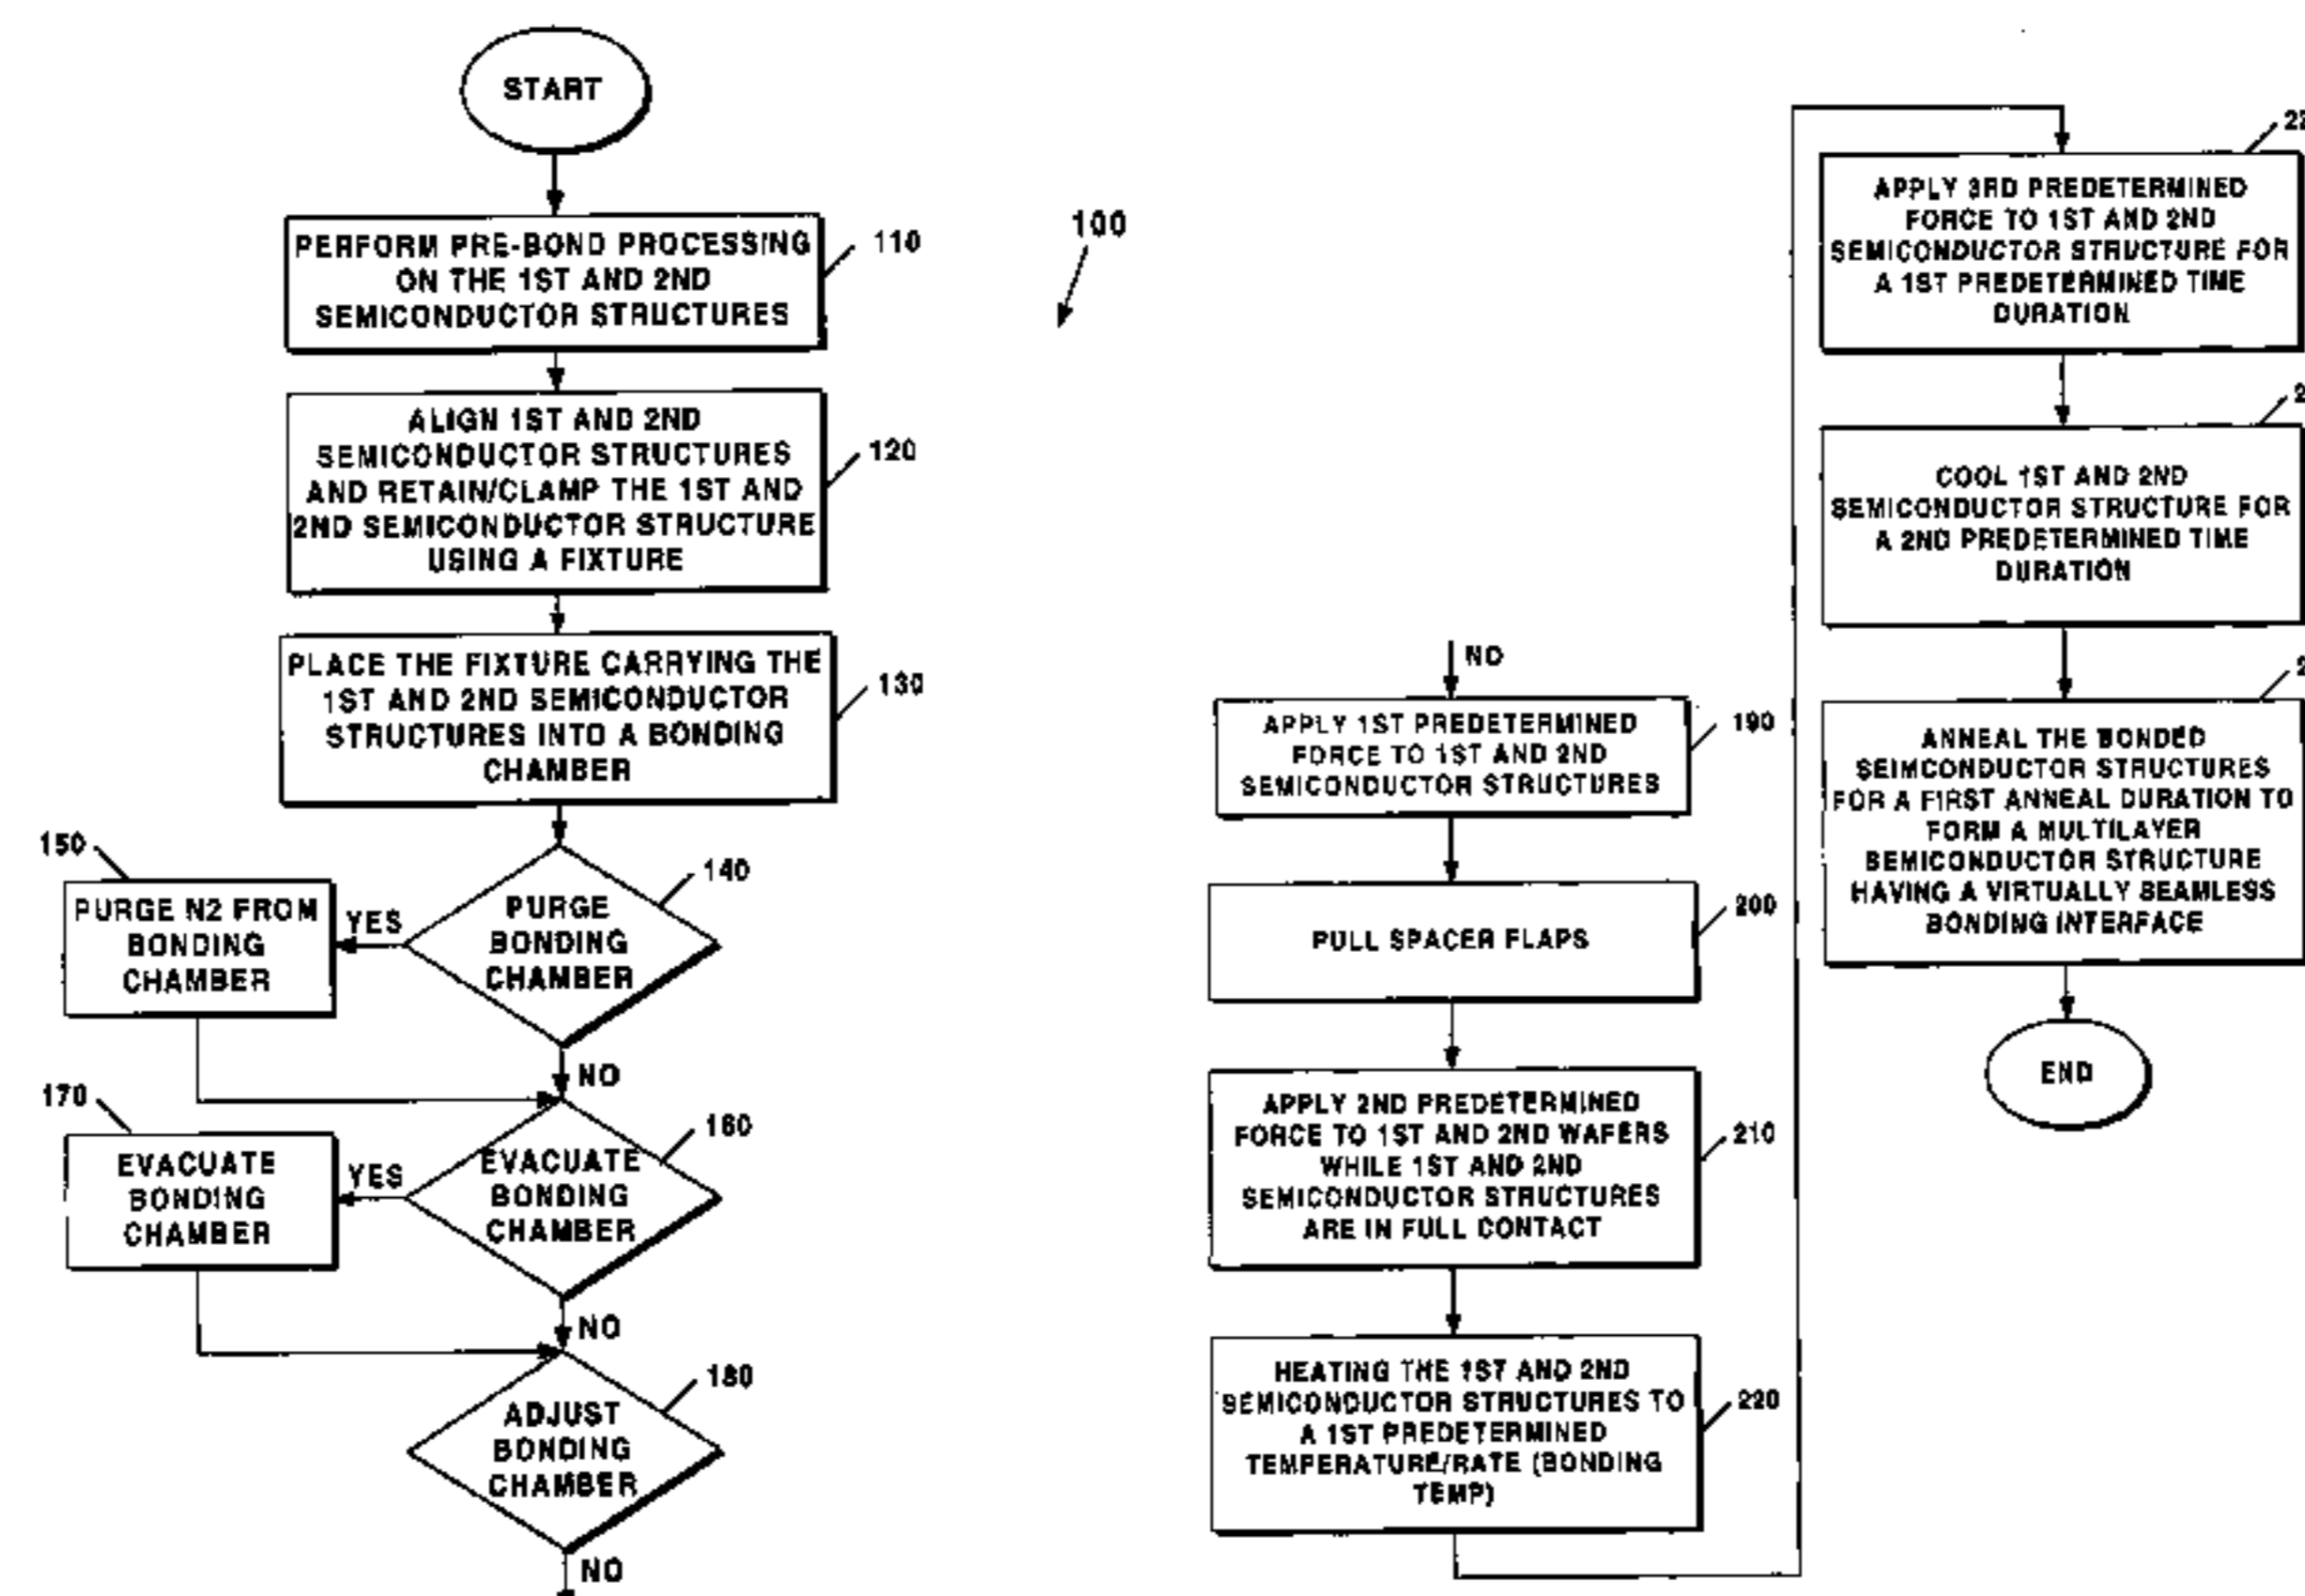 START
PERFORM PRE-BOND PROCESSING
ON THE 1ST AND 2ND
SEMICONDUCTOR STRUCTURES
110
100
ALIGN 1ST AND 2ND
SEMICONDUCTOR STRUCTURES
AND RETAIN/CLAMP THE 1ST AND
2ND SEMICONDUCTOR STRUCTURE
USING A FIXTURE
120
PLACE THE FIXTURE CARRYING THE
1ST AND 2ND SEMICONDUCTOR
STRUCTURES INTO A BONDING
CHAMBER
130
140
PURGE
BONDING
CHAMBER
YES
150
PURGE N2 FROM
BONDING
CHAMBER
NO
160
EVACUATE
BONDING
CHAMBER
YES
170
EVACUATE
BONDING
CHAMBER
NO
180
ADJUST
BONDING
CHAMBER
NO
NO
APPLY 1ST PREDETERMINED
FORCE TO 1ST AND 2ND
SEMICONDUCTOR STRUCTURES
190
PULL SPACER FLAPS
200
APPLY 2ND PREDETERMINED
FORCE TO 1ST AND 2ND WAFERS
WHILE 1ST AND 2ND
SEMICONDUCTOR STRUCTURES
ARE IN FULL CONTACT
210
HEATING THE 1ST AND 2ND
SEMICONDUCTOR STRUCTURES TO
A 1ST PREDETERMINED
TEMPERATURE/RATE (BONDING
TEMP)
220
APPLY 3RD PREDETERMINED
FORCE TO 1ST AND 2ND
SEMICONDUCTOR STRUCTURE FOR
A 1ST PREDETERMINED TIME
DURATION
COOL 1ST AND 2ND
SEMICONDUCTOR STRUCTURE FOR
A 2ND PREDETERMINED TIME
DURATION
ANNEAL THE BONDED
SEIMCONDUCTOR STRUCTURES
FOR A FIRST ANNEAL DURATION TO
FORM A MULTILAYER
SEMICONDUCTOR STRUCTURE
HAVING A VIRTUALLY SEAMLESS
BONDING INTERFACE
END